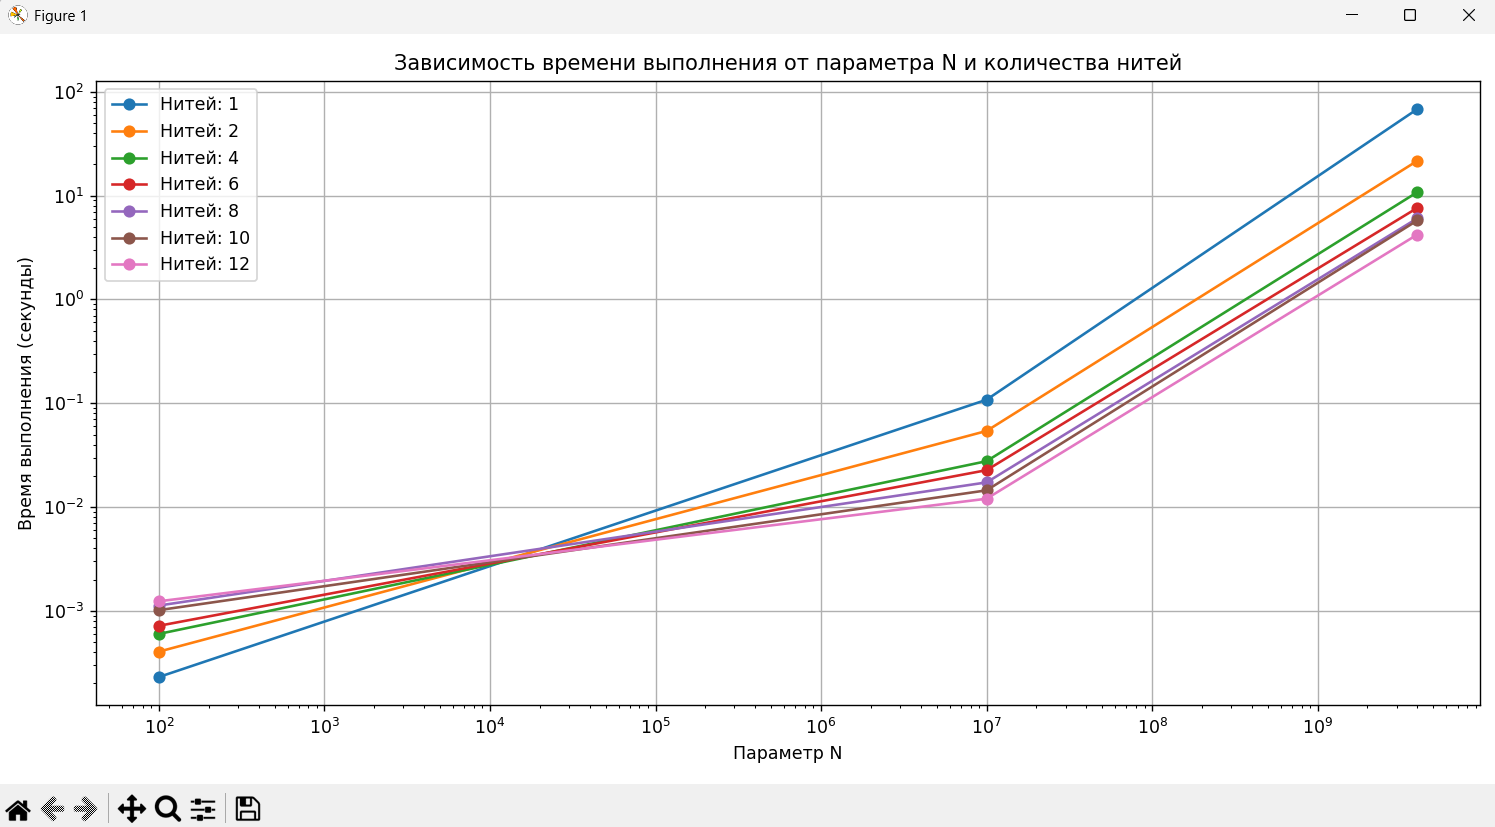 Figure 1
Зависимость времени выполнения от параметра N и количества нитей
Нитей: 1
Нитей: 2
Нитей: 4
Нитей: 6
Нитей: 8
Нитей: 10
Нитей: 12
Время выполнения (секунды)
10²
10¹
10⁰
10⁻¹
10⁻²
10⁻³
10² 10³ 10⁴ 10⁵ 10⁶ 10⁷ 10⁸ 10⁹
Параметр N